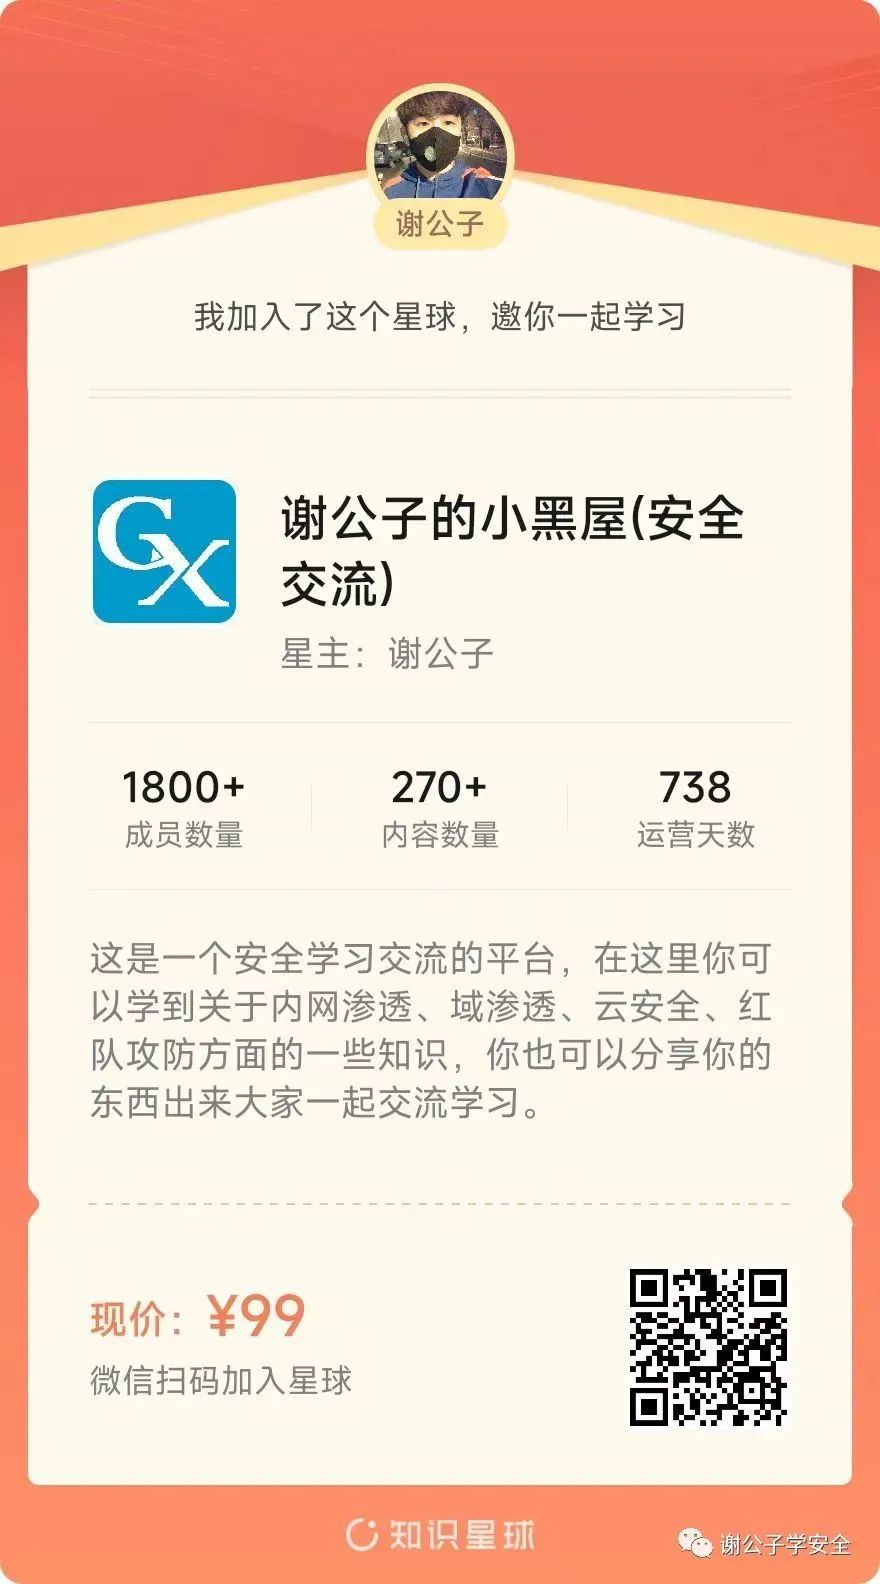 谢公子
我加入了这个星球，邀你一起学习
GX
谢公子的小黑屋(安全
交流)
星主：谢公子
1800+ 270+ 738
成员数量 内容数量 运营天数
这是一个安全学习交流的平台，在这里你可
以学到关于内网渗透、域渗透、云安全、红
队攻防方面的一些知识，你也可以分享你的
东西出来大家一起交流学习。
现价：¥99
微信扫码加入星球
知识星球
谢公子学安全